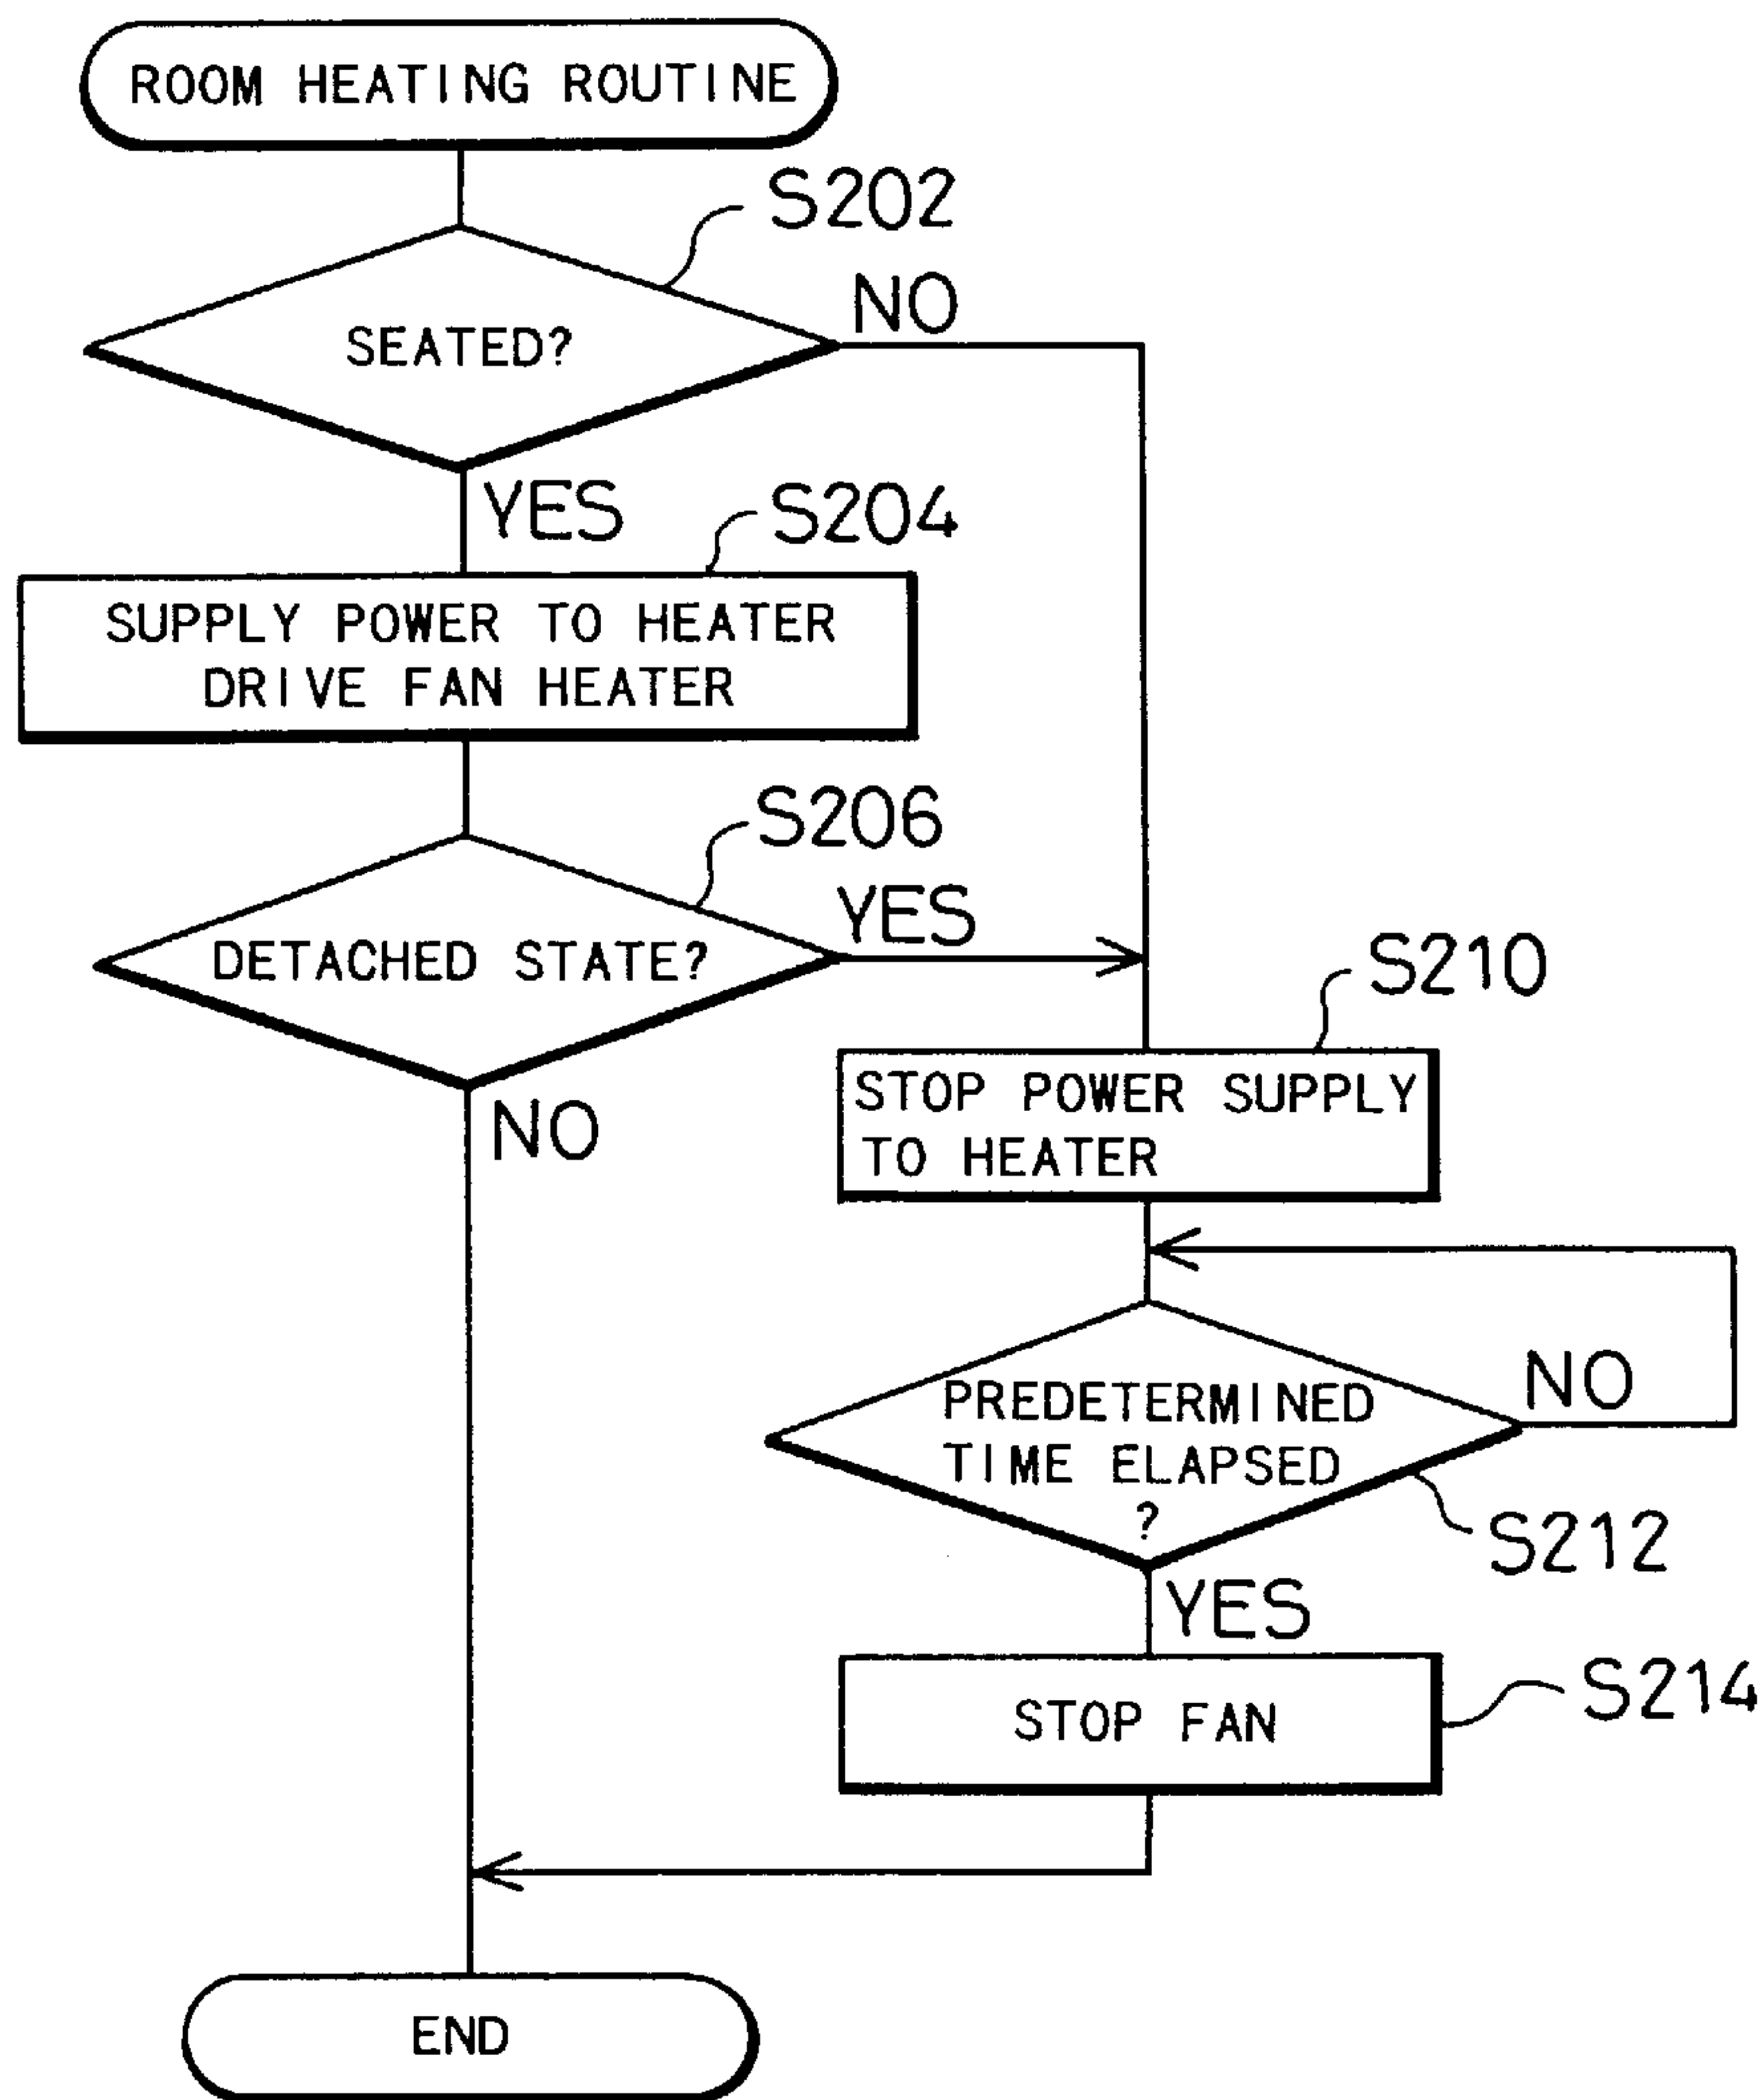 ROOM HEATING ROUTINE
S202
NO
SEATED?
YES
S204
SUPPLY POWER TO HEATER
DRIVE FAN HEATER
S206
YES
DETACHED STATE?
NO
S210
STOP POWER SUPPLY
TO HEATER
NO
PREDETERMINED
TIME ELAPSED
?
S212
YES
S214
STOP FAN
END